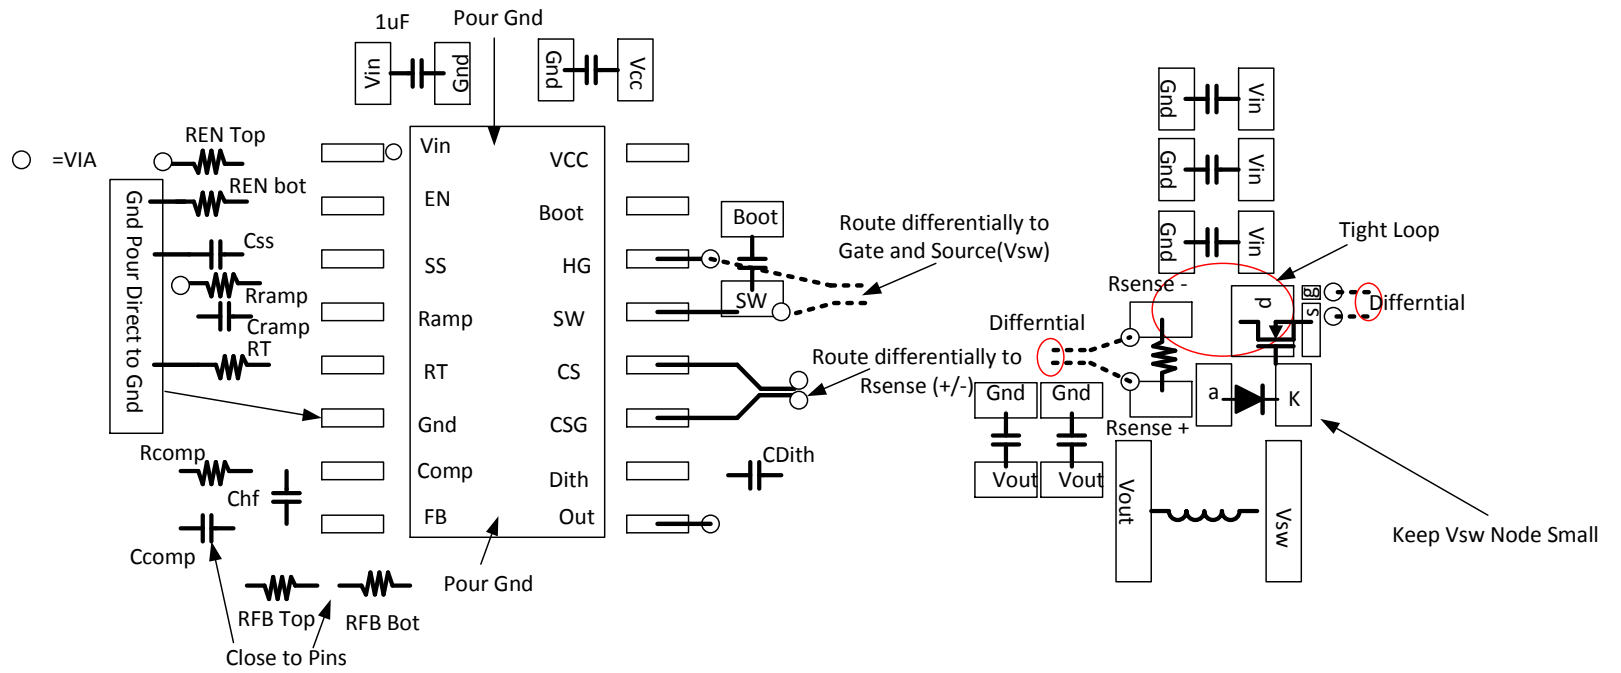 1uF
Pour Gnd
Vin
Gnd
Gnd
Vcc
=VIA
REN Top
REN bot
Gnd Pour Direct to Gnd
Css
Rramp
Cramp
RT
Rcomp
Chf
Ccomp
RFB Top
RFB Bot
Close to Pins
Pour Gnd
Vin
EN
SS
Ramp
RT
Gnd
Comp
FB
VCC
Boot
HG
SW
CS
CSG
Dith
Out
Boot
SW
Route differentially to
Gate and Source(Vsw)
Route differentially to
Rsense (+/-)
CDith
Gnd
Vin
Gnd
Vin
Gnd
Vin
Tight Loop
Rsense -
Differntial
D
g
s
Differntial
Gnd
Gnd
Vout
Vout
Rsense +
a
K
Vout
Vsw
Keep Vsw Node Small